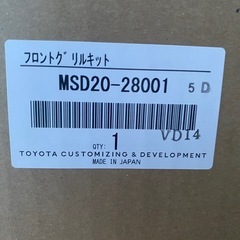 フロントグリルキット
MSD20-28001 5D
QTY:
1
VD14
TOYOTA CUSTOMIZING & DEVELOPMENT
MADE IN JAPAN